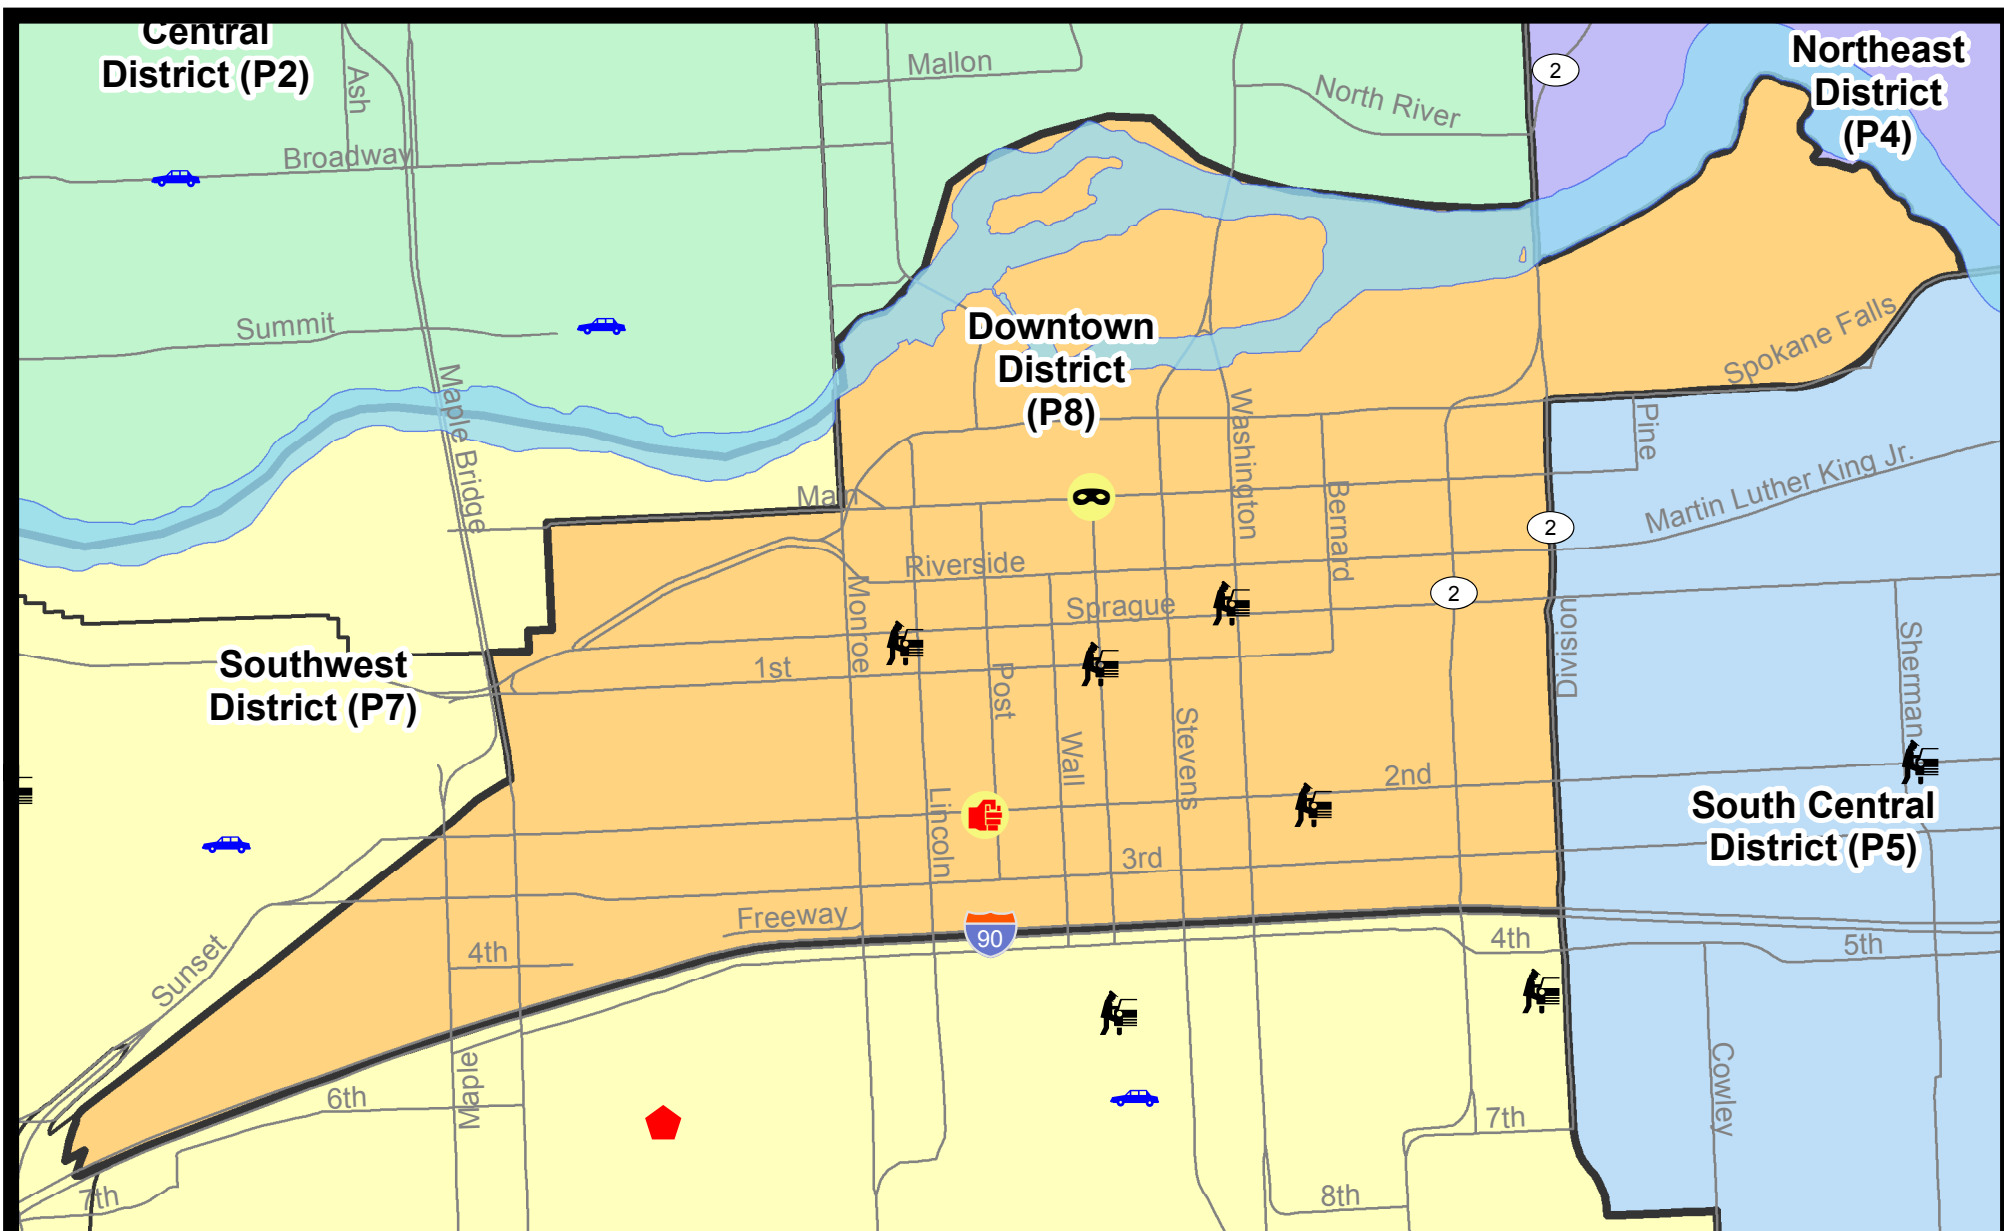 Central
District (P2)
Ash
Mallon
2
Northeast
District
(P4)
North River
Broadway
Summit
Maple Bridge
Downtown
District
(P8)
Spokane Falls
Washington
Pine
Bernard
Martin Luther King Jr.
Main
2
Riverside
Monroe
Sprague
2
Division
Sherman
Southwest
District (P7)
1st
Post
Stevens
Wall
2nd
Lincoln
South Central
District (P5)
3rd
Freeway
90
4th
4th
5th
Sunset
Maple
6th
Cowley
7th
7th
8th